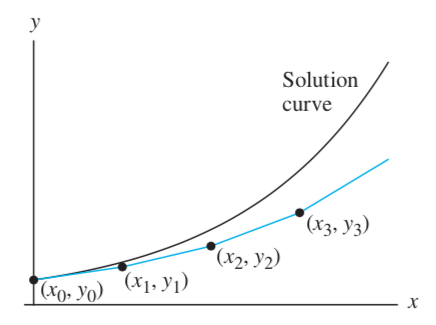 y
Solution
curve
(x₃, y₃)
(x₂, y₂)
(x₁, y₁)
(x₀, y₀)
x